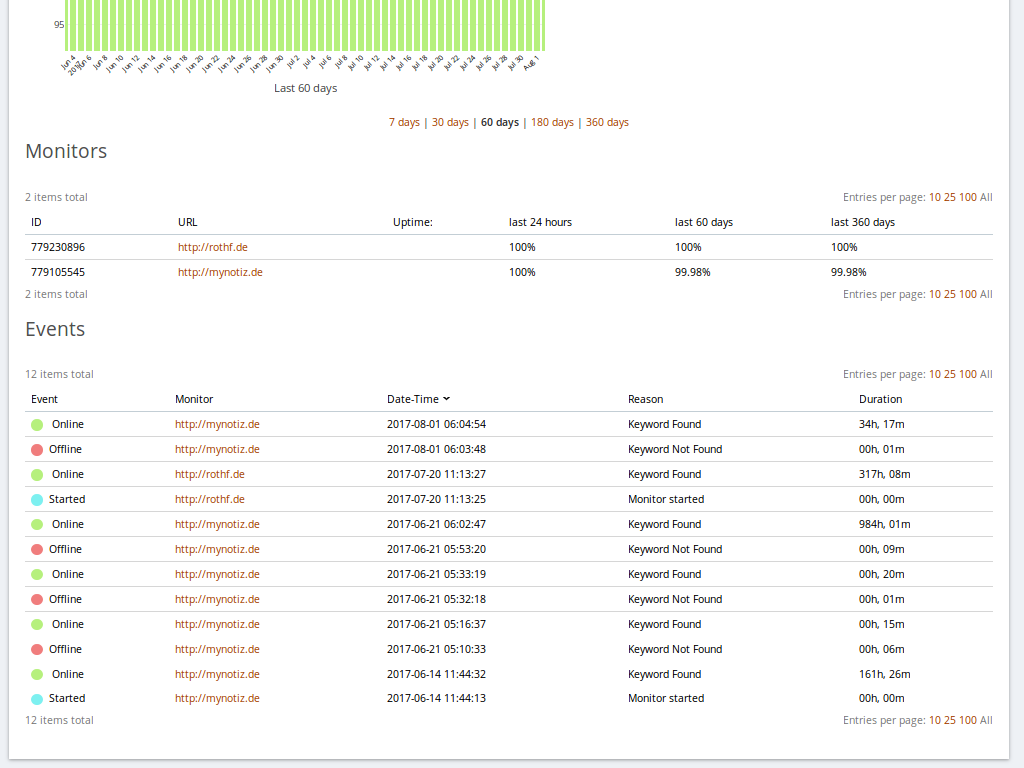 95
Jun 4
2017
Jun 6
Jun 8
Jun 10
Jun 12
Jun 14
Jun 16
Jun 18
Jun 20
Jun 22
Jun 24
Jun 26
Jun 28
Jun 30
Jul 2
Jul 4
Jul 6
Jul 8
Jul 10
Jul 12
Jul 14
Jul 16
Jul 18
Jul 20
Jul 22
Jul 24
Jul 26
Jul 28
Jul 30
Aug 1
Last 60 days
7 days | 30 days | 60 days | 180 days | 360 days
Monitors
2 items total Entries per page: 10 25 100 All
ID URL Uptime: last 24 hours last 60 days last 360 days
779230896 http://rothf.de 100% 100% 100%
779105545 http://mynotiz.de 100% 99.98% 99.98%
2 items total Entries per page: 10 25 100 All
Events
12 items total Entries per page: 10 25 100 All
Event Monitor Date-Time Reason Duration
Online http://mynotiz.de 2017-08-01 06:04:54 Keyword Found 34h, 17m
Offline http://mynotiz.de 2017-08-01 06:03:48 Keyword Not Found 00h, 01m
Online http://rothf.de 2017-07-20 11:13:27 Keyword Found 317h, 08m
Started http://rothf.de 2017-07-20 11:13:25 Monitor started 00h, 00m
Online http://mynotiz.de 2017-06-21 06:02:47 Keyword Found 984h, 01m
Offline http://mynotiz.de 2017-06-21 05:53:20 Keyword Not Found 00h, 09m
Online http://mynotiz.de 2017-06-21 05:33:19 Keyword Found 00h, 20m
Offline http://mynotiz.de 2017-06-21 05:32:18 Keyword Not Found 00h, 01m
Online http://mynotiz.de 2017-06-21 05:16:37 Keyword Found 00h, 15m
Offline http://mynotiz.de 2017-06-21 05:10:33 Keyword Not Found 00h, 06m
Online http://mynotiz.de 2017-06-14 11:44:32 Keyword Found 161h, 26m
Started http://mynotiz.de 2017-06-14 11:44:13 Monitor started 00h, 00m
12 items total Entries per page: 10 25 100 All